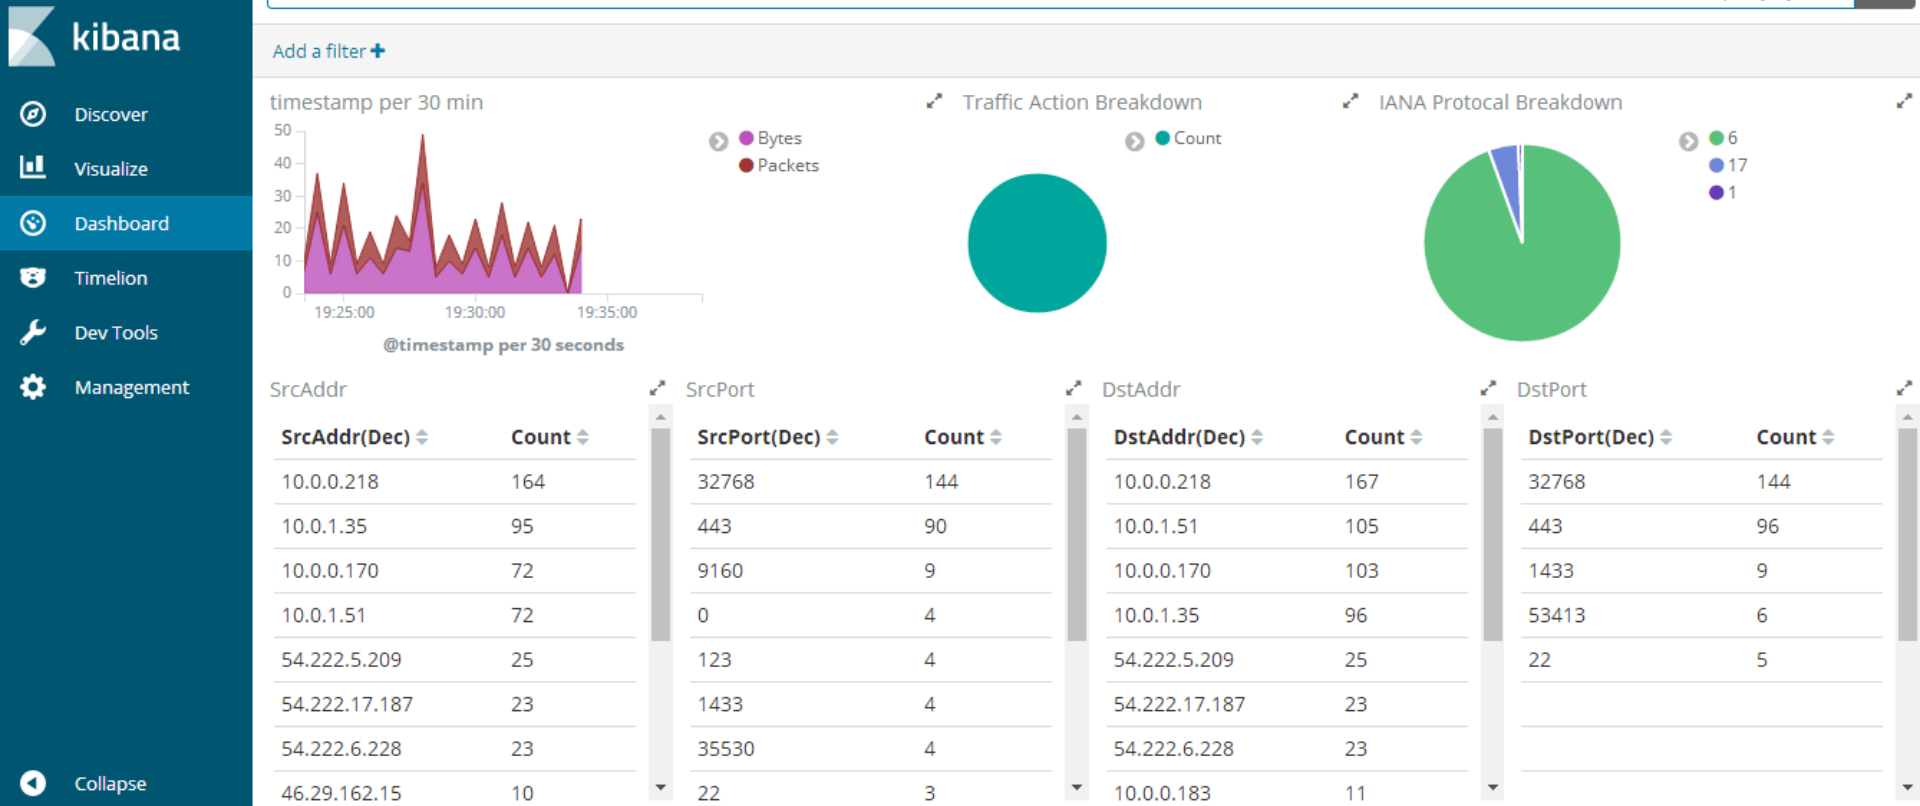 kibana
Discover
Visualize
Dashboard
Timelion
Dev Tools
Management
Collapse
Add a filter
timestamp per 30 min
50
40
30
20
10
0
19:25:00 19:30:00 19:35:00
@timestamp per 30 seconds
Bytes
Packets
Traffic Action Breakdown
Count
IANA Protocal Breakdown
6
17
1
SrcAddr
SrcAddr(Dec) Count
10.0.0.218 164
10.0.1.35 95
10.0.0.170 72
10.0.1.51 72
54.222.5.209 25
54.222.17.187 23
54.222.6.228 23
46.29.162.15 10
SrcPort
SrcPort(Dec) Count
32768 144
443 90
9160 9
0 4
123 4
1433 4
35530 4
22 3
DstAddr
DstAddr(Dec) Count
10.0.0.218 167
10.0.1.51 105
10.0.0.170 103
10.0.1.35 96
54.222.5.209 25
54.222.17.187 23
54.222.6.228 23
10.0.0.183 11
DstPort
DstPort(Dec) Count
32768 144
443 96
1433 9
53413 6
22 5